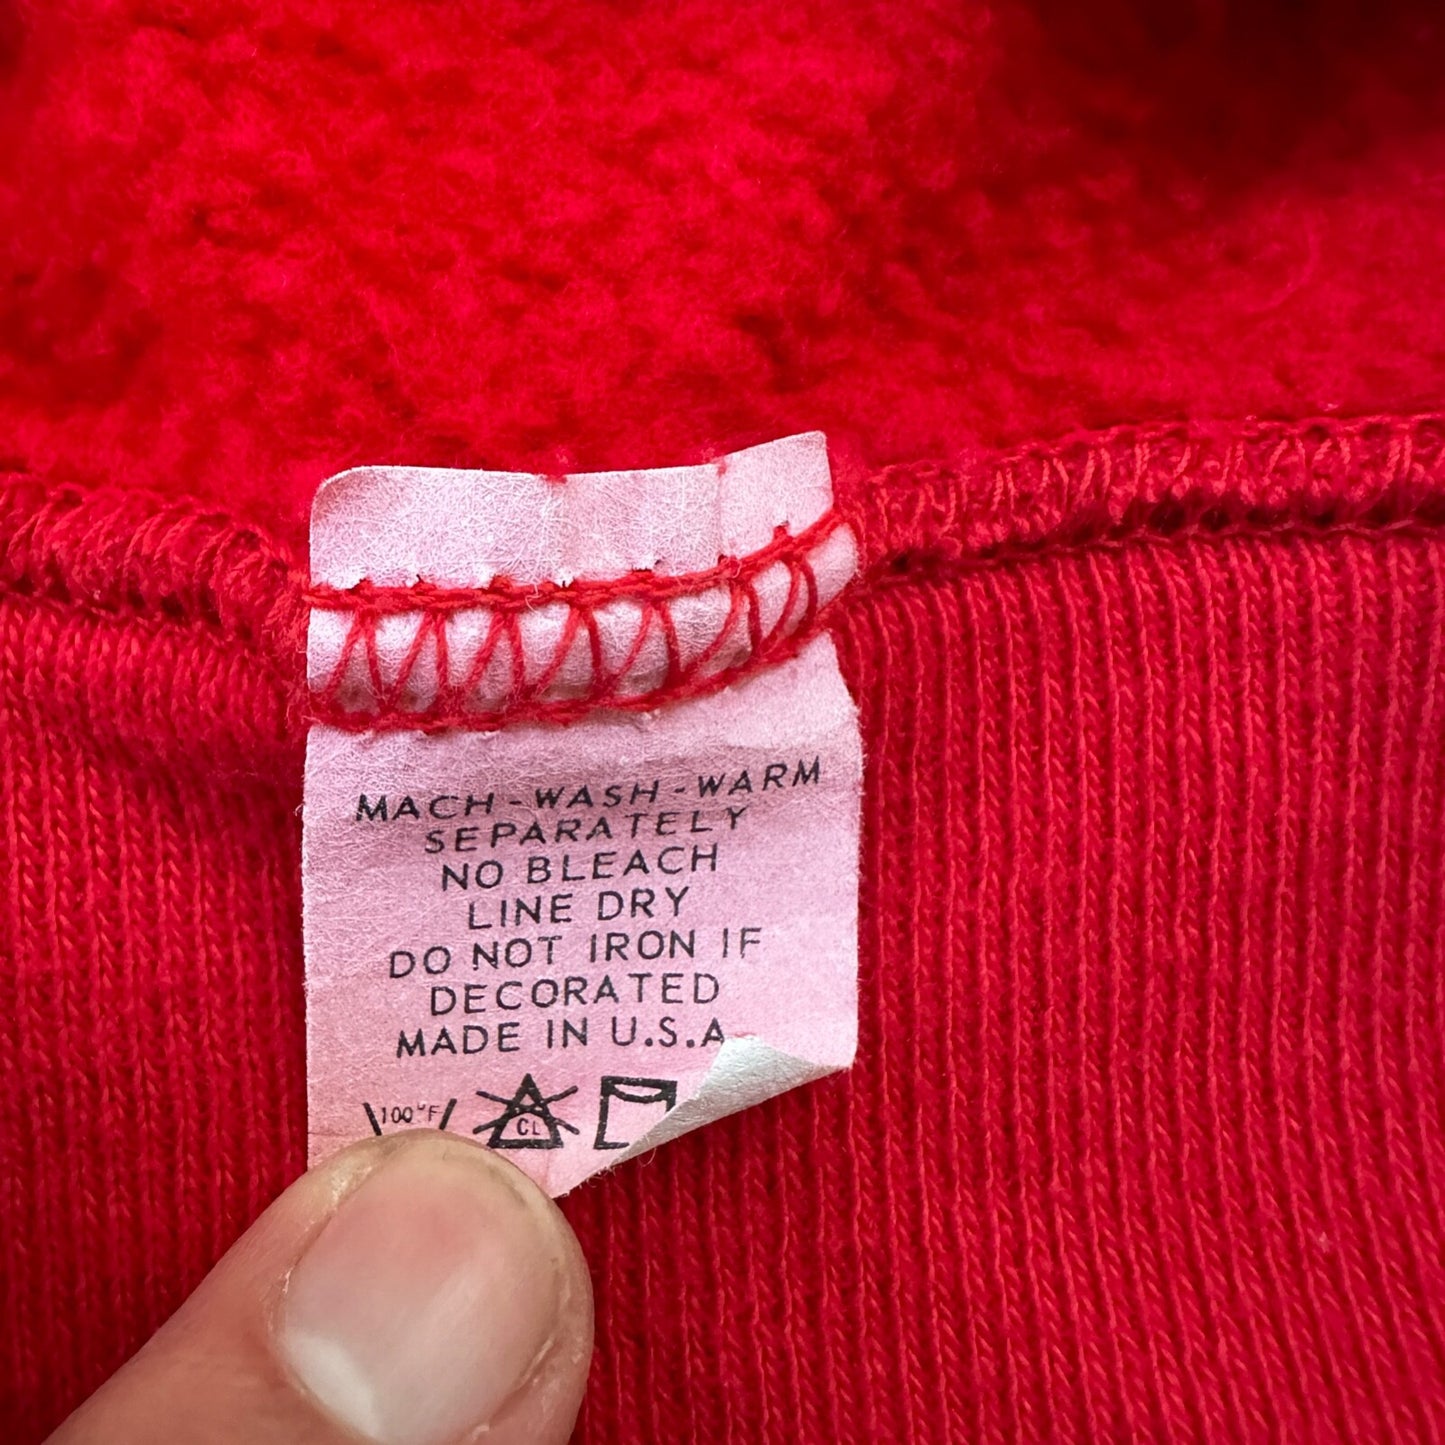 MACH-WASH-WARM
SEPARATELY
NO BLEACH
LINE DRY
DO NOT IRON IF
DECORATED
MADE IN U.S.A
100°F CL